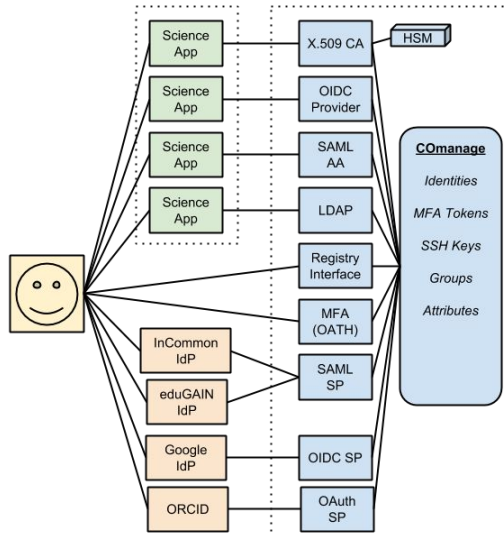 Science
App
X.509 CA
HSM
Science
App
OIDC
Provider
Science
App
SAML
AA
Science
App
LDAP
COmanage
Identities
MFA Tokens
SSH Keys
Groups
Attributes
Registry
Interface
MFA
(OATH)
InCommon
IdP
eduGAIN
IdP
SAML
SP
Google
IdP
OIDC SP
ORCID
OAuth
SP